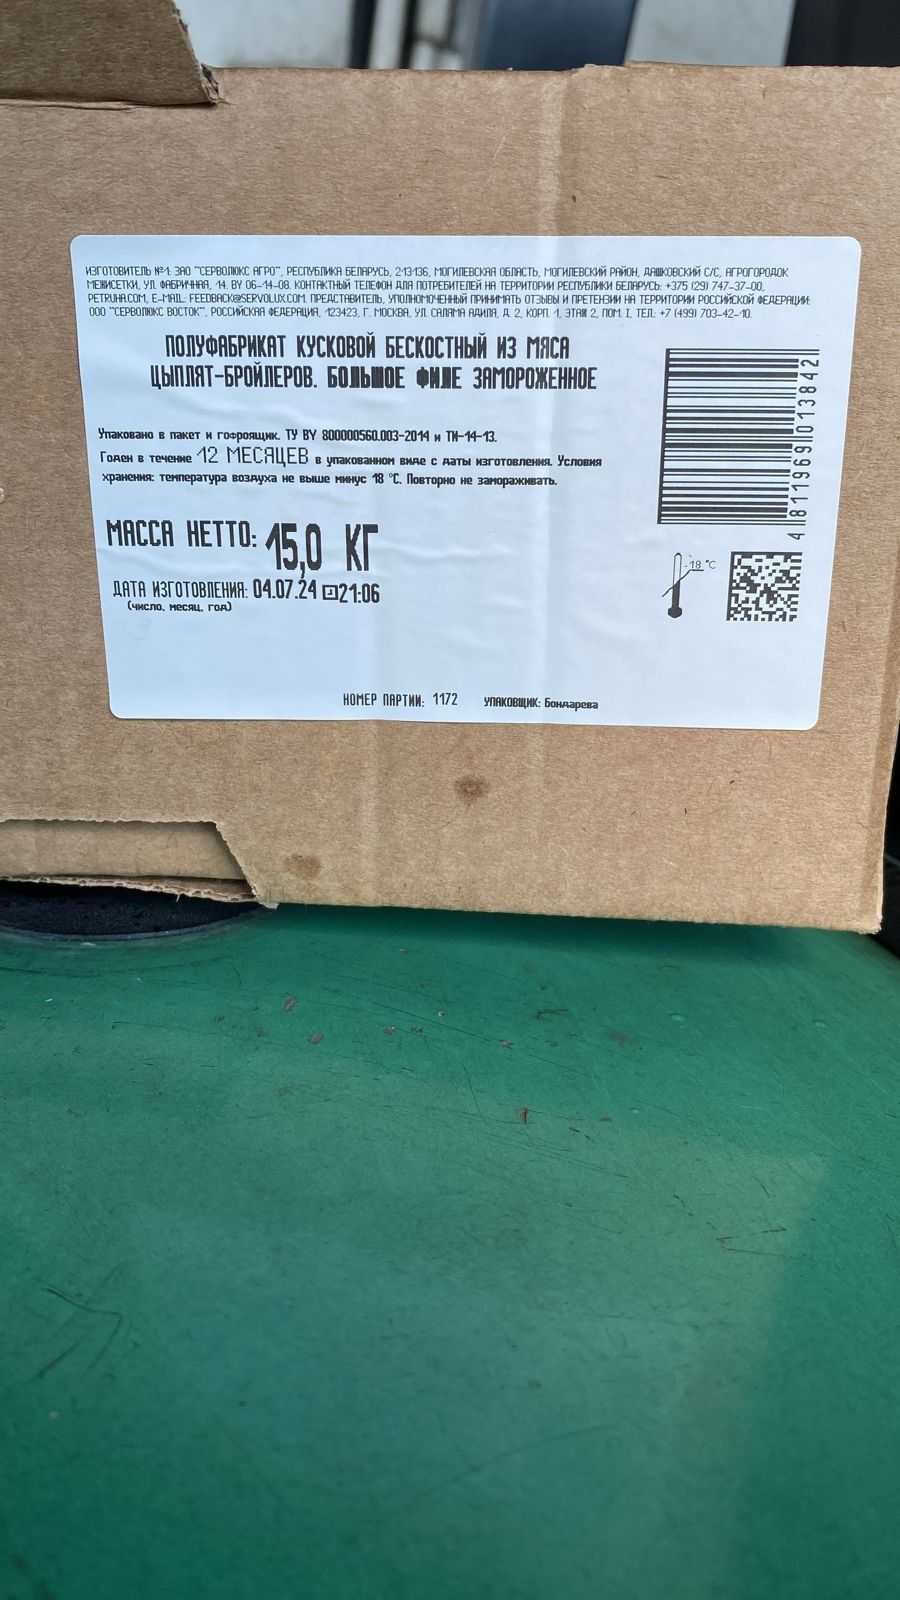 ИЗГОТОВИТЕЛЬ №1: ЗАО "СЕРВОЛЮКС АГРО", РЕСПУБЛИКА БЕЛАРУСЬ, 213136, МОГИЛЕВСКАЯ ОБЛАСТЬ, МОГИЛЕВСКИЙ РАЙОН, ДАШКОВСКИЙ С/С, АГРОГОРОДОК
МЕЖИСЕТКИ, УЛ. ФАБРИЧНАЯ, 14. BY 06-14-08. КОНТАКТНЫЙ ТЕЛЕФОН ДЛЯ ПОТРЕБИТЕЛЕЙ НА ТЕРРИТОРИИ РЕСПУБЛИКИ БЕЛАРУСЬ: +375 (29) 747-37-00,
PETRUHA.COM, E-MAIL: FEEDBACK@SERVOLUX.COM. ПРЕДСТАВИТЕЛЬ, УПОЛНОМОЧЕННЫЙ ПРИНИМАТЬ ОТЗЫВЫ И ПРЕТЕНЗИИ НА ТЕРРИТОРИИ РОССИЙСКОЙ ФЕДЕРАЦИИ:
ООО "СЕРВОЛЮКС ВОСТОК", РОССИЙСКАЯ ФЕДЕРАЦИЯ, 123423, Г. МОСКВА, УЛ. САЛЯМА АДИЛЯ, Д. 2, КОРП. 1, ЭТАЖ 2, ПОМ. I, ТЕЛ.: +7 (499) 703-42-10.
ПОЛУФАБРИКАТ КУСКОВОЙ БЕСКОСТНЫЙ ИЗ МЯСА
ЦЫПЛЯТ-БРОЙЛЕРОВ. БОЛЬШОЕ ФИЛЕ ЗАМОРОЖЕННОЕ
Упаковано в пакет и гофроящик. ТУ BY 800000560.003-2014 и ТИ-14-13.
Годен в течение 12 МЕСЯЦЕВ в упакованном виде с даты изготовления. Условия
хранения: температура воздуха не выше минус 18 °С. Повторно не замораживать.
4811969013842
МАССА НЕТТО: 15,0 КГ
-18 °C
ДАТА ИЗГОТОВЛЕНИЯ: 04.07.24 21:06
(число, месяц, год)
НОМЕР ПАРТИИ: 1172 УПАКОВЩИК: Бондарева